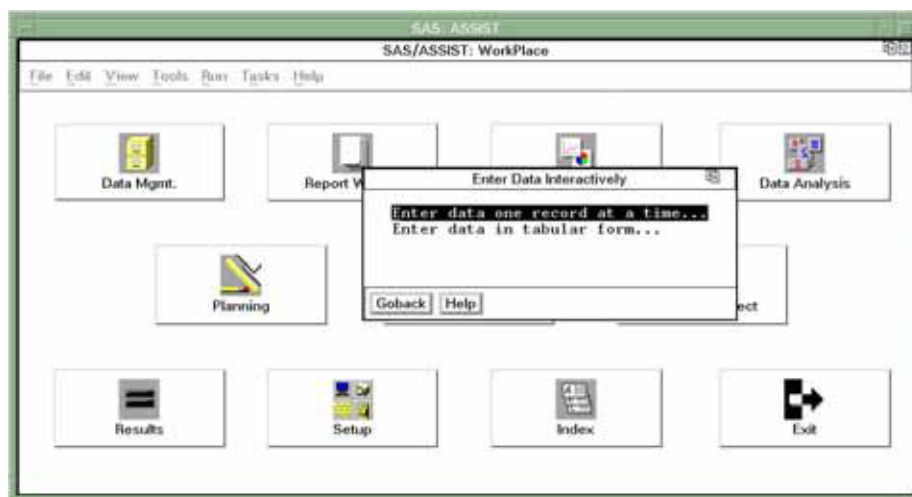 SAS: ASSIST
SAS/ASSIST: WorkPlace
File Edit View Tools Run Tasks Help
Data Mgmt.
Report W
Data Analysis
Enter Data Interactively
Enter data one record at a time...
Enter data in tabular form...
Goback Help
Planning
ect
Results
Setup
Index
Exit